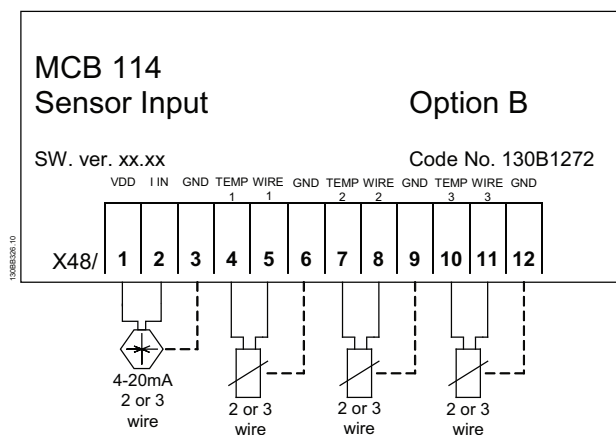 MCB 114
Sensor Input
Option B
SW. ver. xx.xx
Code No. 130B1272
VDD I IN GND TEMP 1 WIRE 1 GND TEMP 2 WIRE 2 GND TEMP 3 WIRE 3 GND
X48/ 1 2 3 4 5 6 7 8 9 10 11 12
130BB326.10
4-20mA
2 or 3
wire
2 or 3
wire
2 or 3
wire
2 or 3
wire